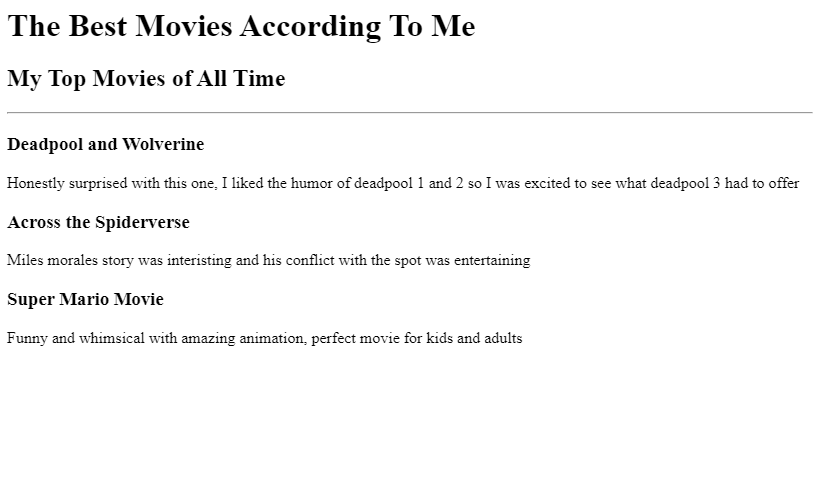 The Best Movies According To Me
My Top Movies of All Time
Deadpool and Wolverine
Honestly surprised with this one, I liked the humor of deadpool 1 and 2 so I was excited to see what deadpool 3 had to offer
Across the Spiderverse
Miles morales story was interisting and his conflict with the spot was entertaining
Super Mario Movie
Funny and whimsical with amazing animation, perfect movie for kids and adults